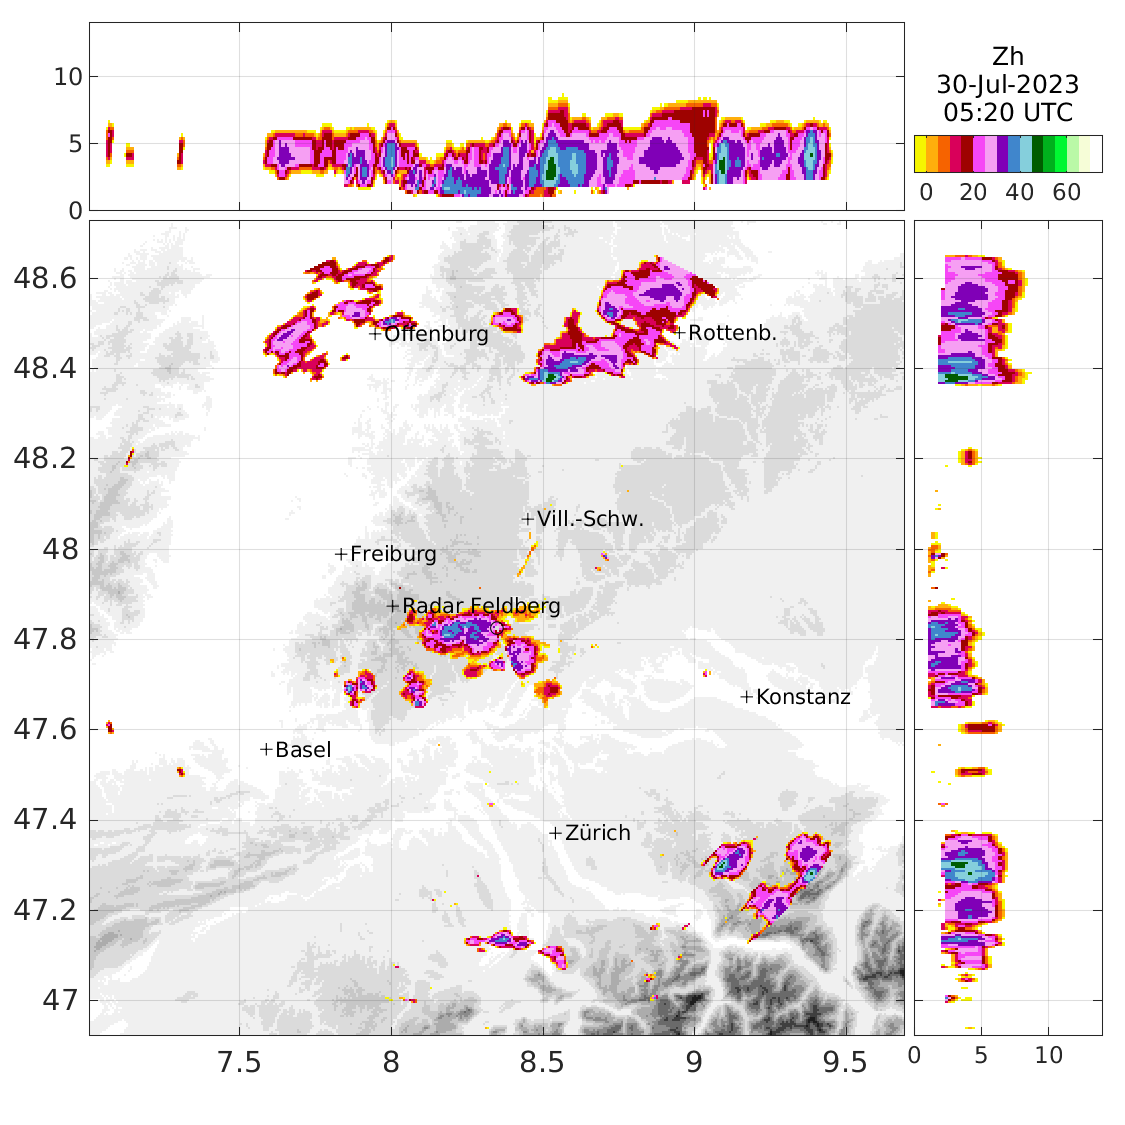 10
5
0
Zh
30-Jul-2023
05:20 UTC
0 20 40 60
48.6
48.4
48.2
48
47.8
47.6
47.4
47.2
47
Offenburg
Rottenb.
Vill.-Schw.
Freiburg
Radar Feldberg
Konstanz
Basel
Zürich
7.5 8 8.5 9 9.5
0 5 10